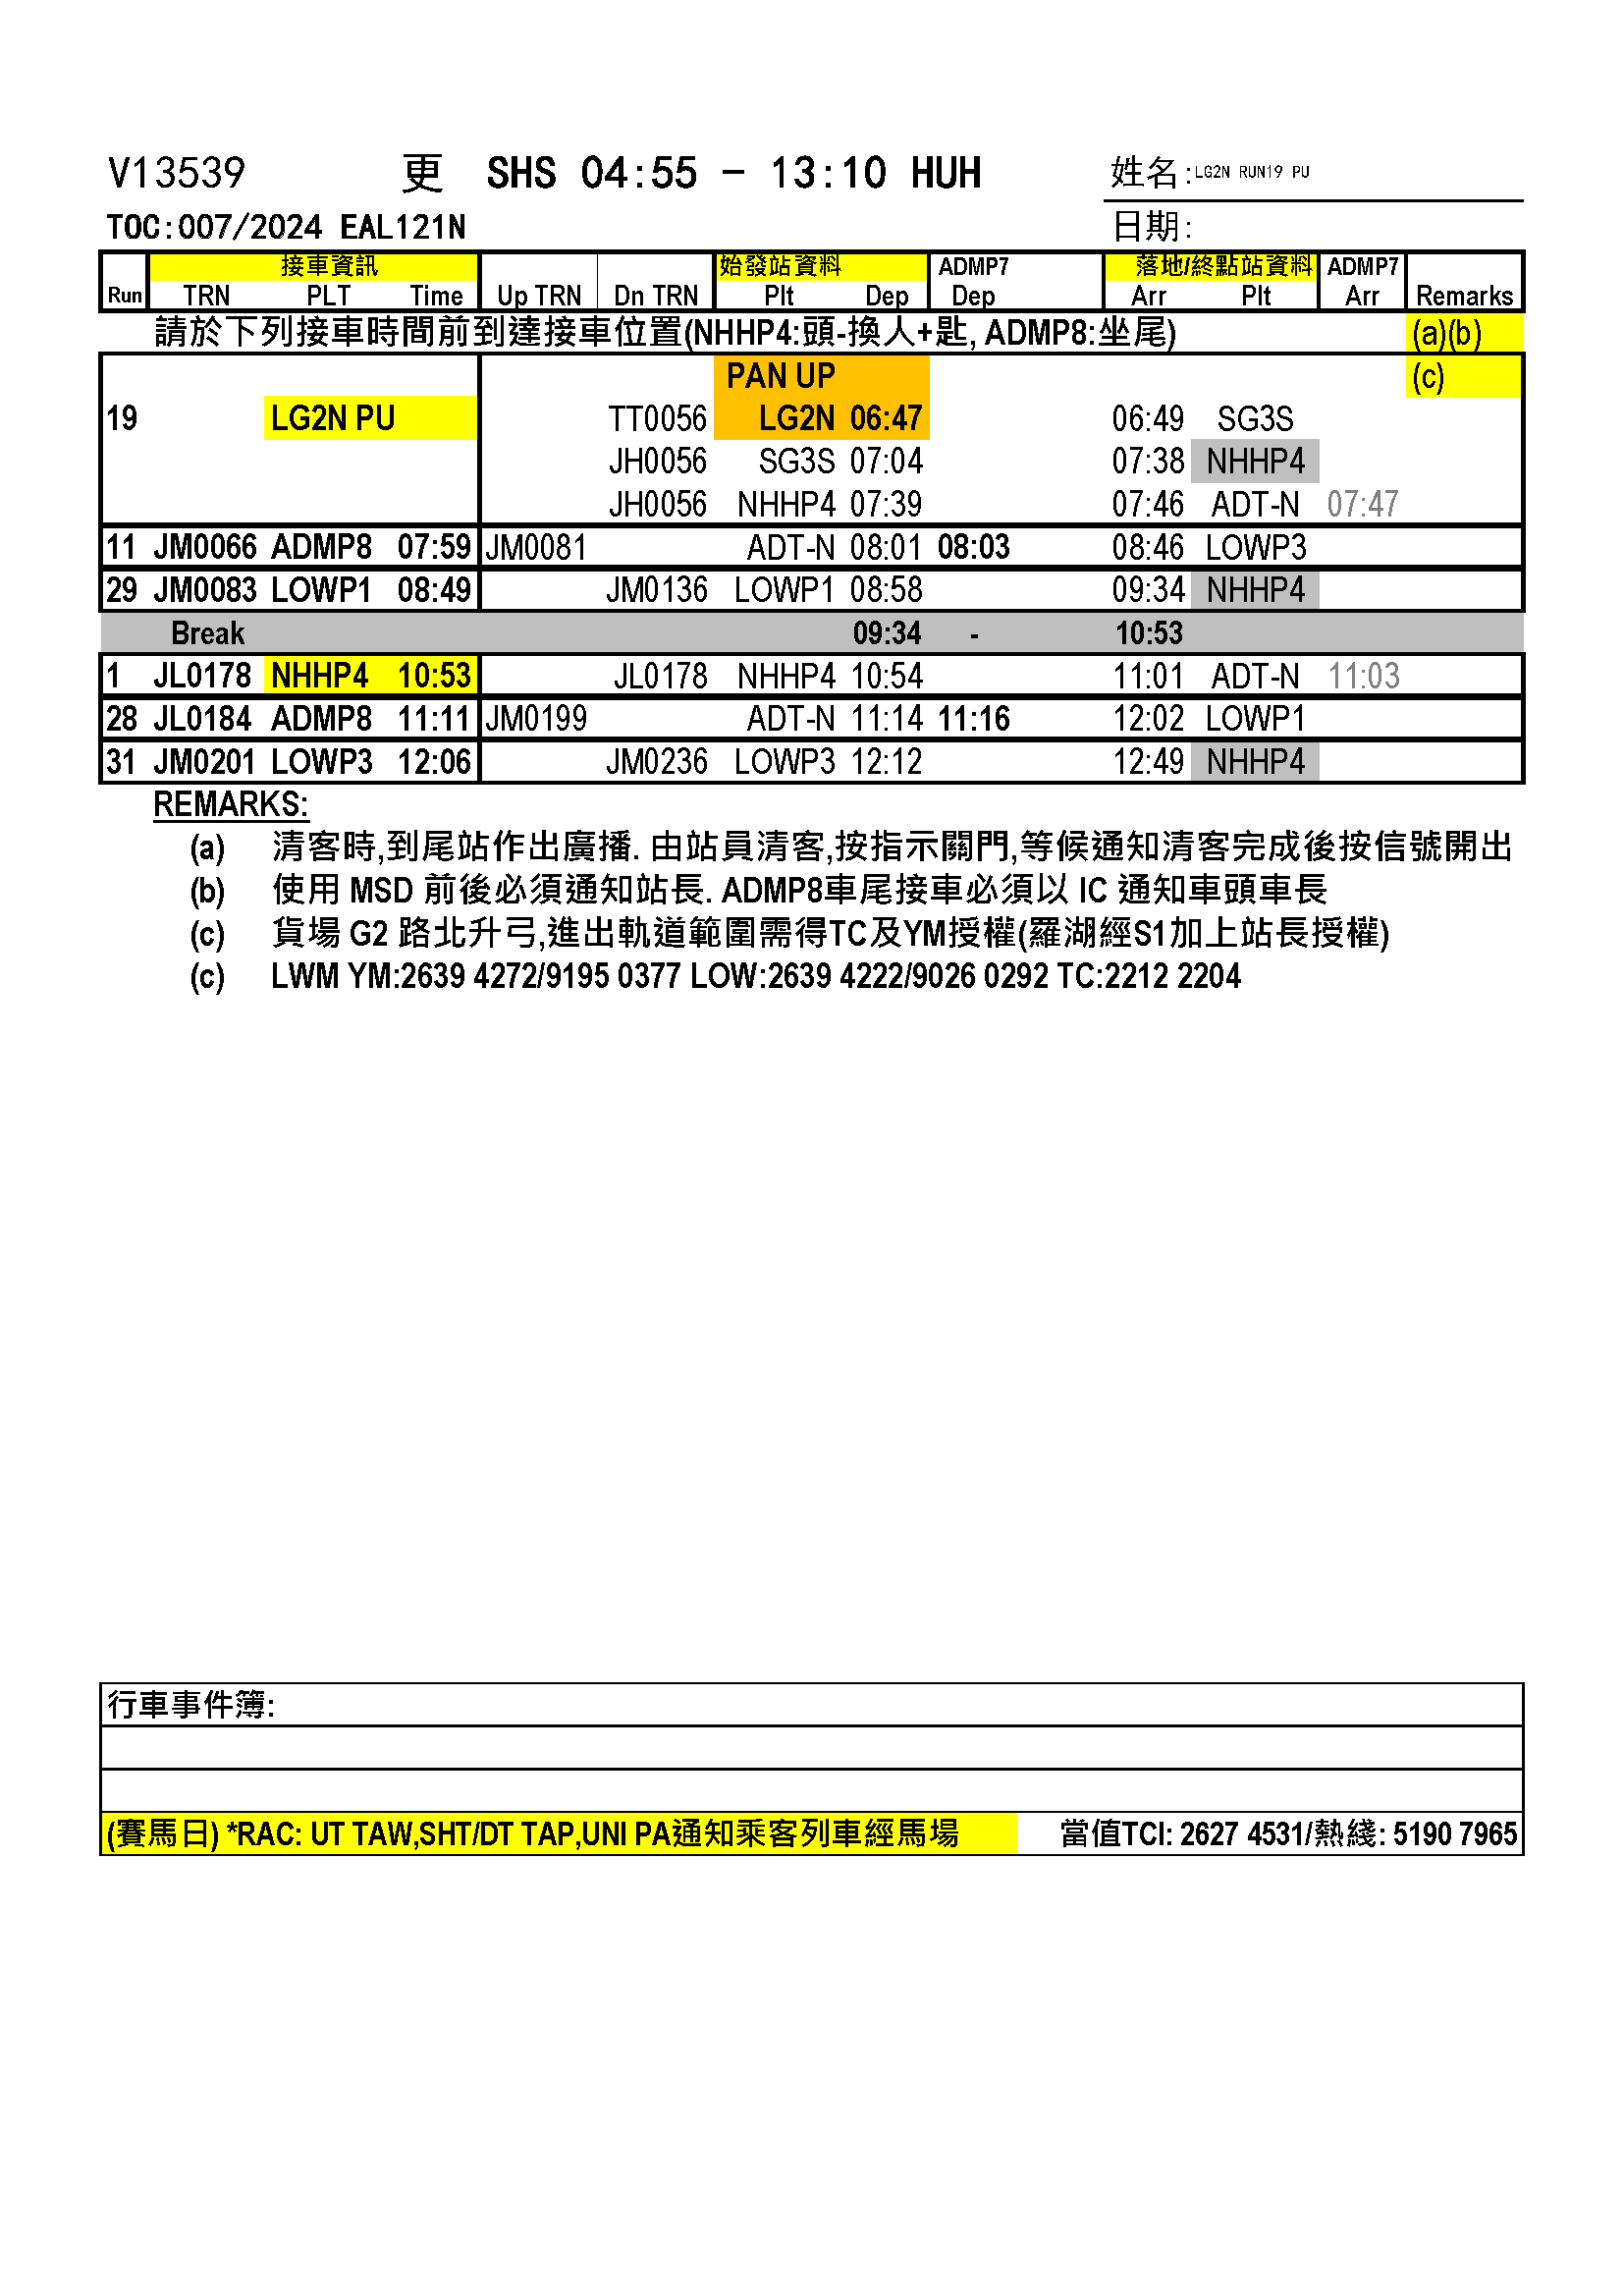 V13539 更 SHS 04:55 - 13:10 HUH 姓名:LG2N RUN19 PU
TOC:007/2024 EAL121N 日期:
接車資訊 始發站資料 ADMP7 落地/終點站資料 ADMP7
Run TRN PLT Time Up TRN Dn TRN Plt Dep Dep Arr Plt Arr Remarks
請於下列接車時間前到達接車位置(NHHP4:頭-換人+匙, ADMP8:坐尾) (a)(b)
PAN UP (c)
19 LG2N PU TT0056 LG2N 06:47 06:49 SG3S
JH0056 SG3S 07:04 07:38 NHHP4
JH0056 NHHP4 07:39 07:46 ADT-N 07:47
11 JM0066 ADMP8 07:59 JM0081 ADT-N 08:01 08:03 08:46 LOWP3
29 JM0083 LOWP1 08:49 JM0136 LOWP1 08:58 09:34 NHHP4
Break 09:34 - 10:53
1 JL0178 NHHP4 10:53 JL0178 NHHP4 10:54 11:01 ADT-N 11:03
28 JL0184 ADMP8 11:11 JM0199 ADT-N 11:14 11:16 12:02 LOWP1
31 JM0201 LOWP3 12:06 JM0236 LOWP3 12:12 12:49 NHHP4
REMARKS:
(a) 清客時,到尾站作出廣播. 由站員清客,按指示關門,等候通知清客完成後按信號開出
(b) 使用 MSD 前後必須通知站長. ADMP8車尾接車必須以 IC 通知車頭車長
(c) 貨場 G2 路北升弓,進出軌道範圍需得TC及YM授權(羅湖經S1加上站長授權)
(c) LWM YM:2639 4272/9195 0377 LOW:2639 4222/9026 0292 TC:2212 2204
行車事件簿:
(賽馬日) *RAC: UT TAW,SHT/DT TAP,UNI PA通知乘客列車經馬場 當值TCI: 2627 4531/熱綫: 5190 7965